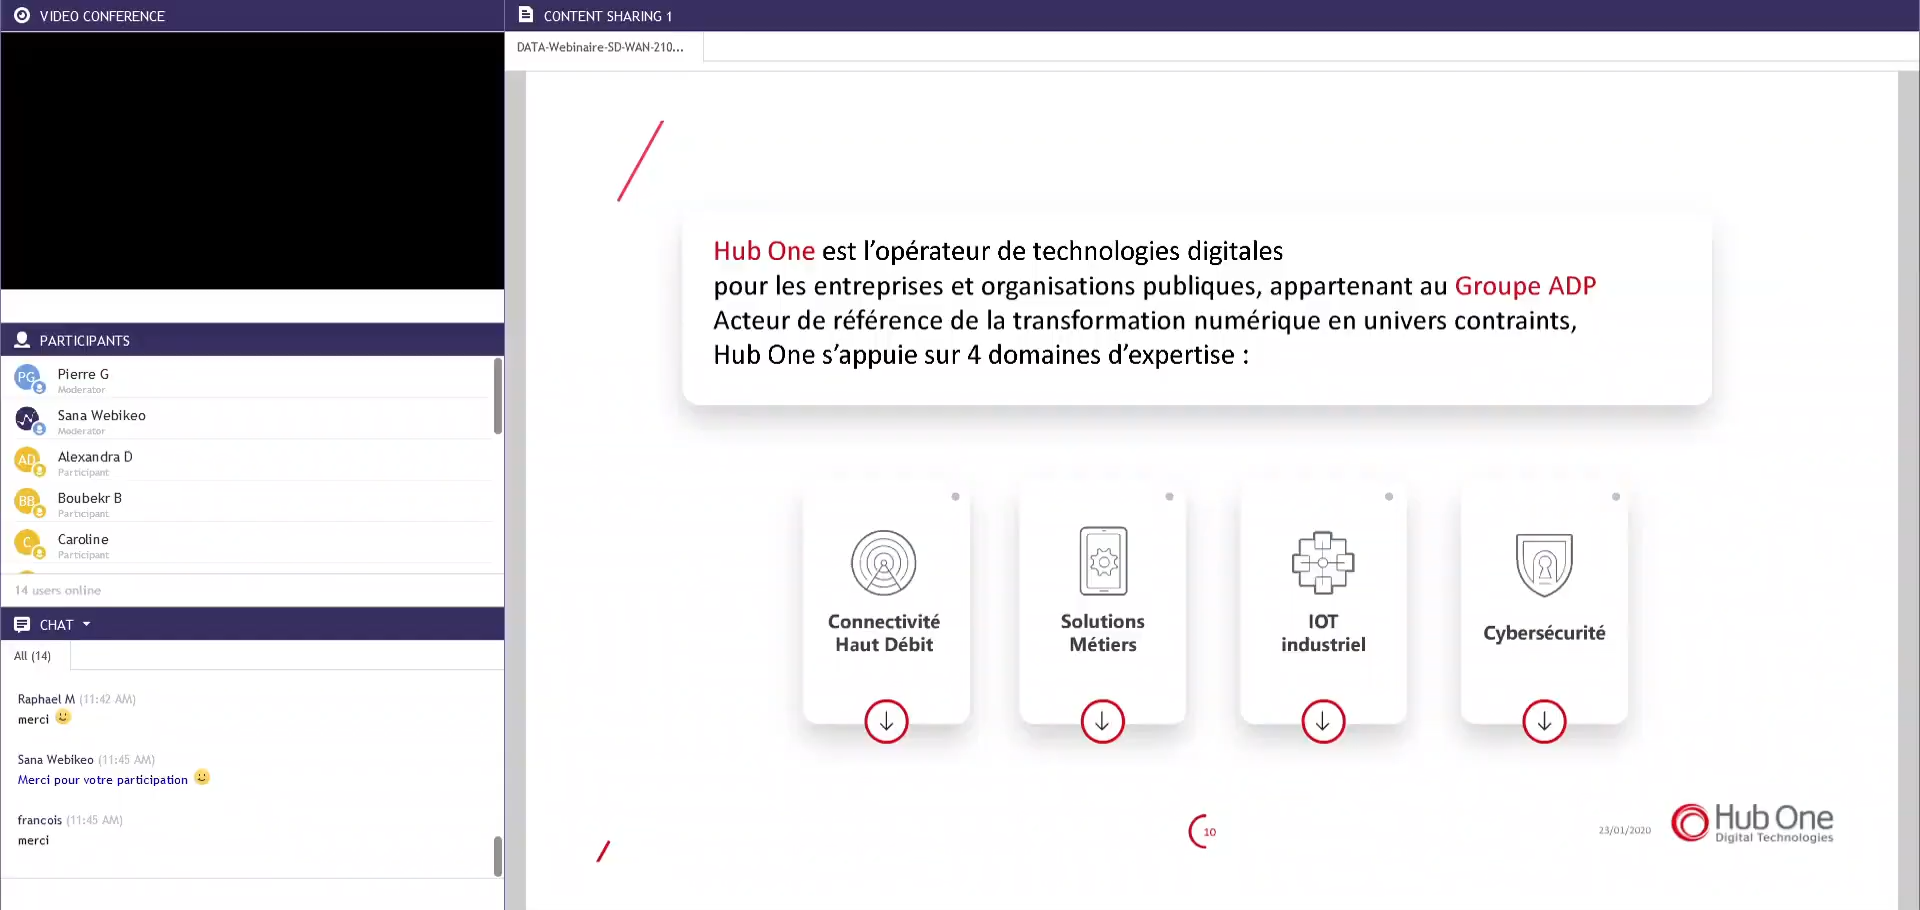 VIDEO CONFERENCE
PARTICIPANTS
PG
Pierre G
Moderator
Sana Webikeo
Moderator
AD
Alexandra D
Participant
BB
Boubekr B
Participant
C
Caroline
Participant
14 users online
CHAT
All (14)
Raphael M (11:42 AM)
merci
Sana Webikeo (11:45 AM)
Merci pour votre participation
francois (11:45 AM)
merci
CONTENT SHARING 1
DATA-Webinaire-SD-WAN-210...
Hub One est l’opérateur de technologies digitales
pour les entreprises et organisations publiques, appartenant au Groupe ADP
Acteur de référence de la transformation numérique en univers contraints,
Hub One s’appuie sur 4 domaines d’expertise :
Connectivité
Haut Débit
Solutions
Métiers
IOT
industriel
Cybersécurité
10
23/01/2020
Hub One
Digital Technologies